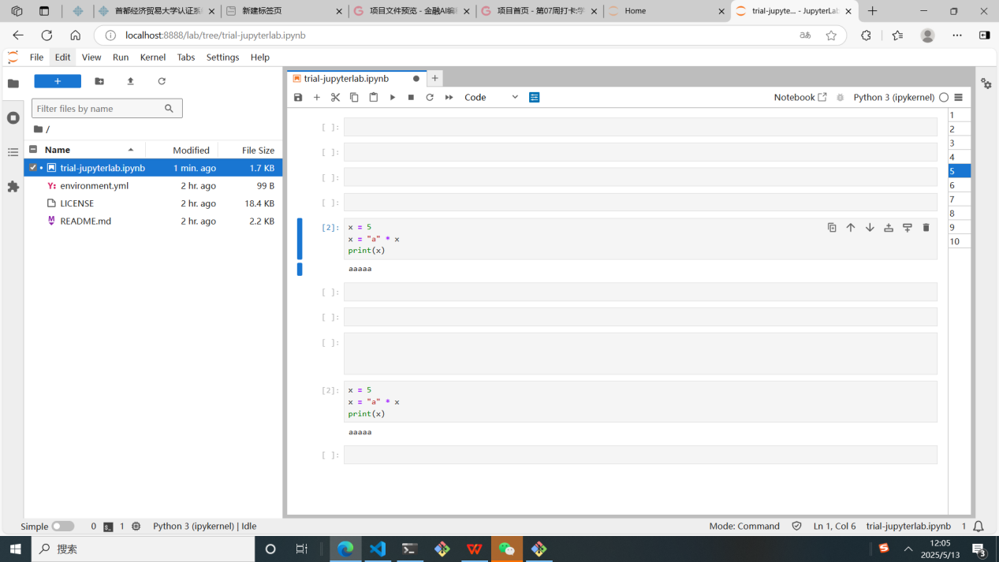 首都经济贸易大学认证系
新建标签页
项目文件预览 - 金融AI编
项目首页 - 第07周打卡:学
Home
trial-jupyte... - JupyterLab
localhost:8888/lab/tree/trial-jupyterlab.ipynb
File Edit View Run Kernel Tabs Settings Help
trial-jupyterlab.ipynb
Filter files by name
Code
Notebook
Python 3 (ipykernel)
/
Name Modified File Size
trial-jupyterlab.ipynb 1 min. ago 1.7 KB
environment.yml 2 hr. ago 99 B
LICENSE 2 hr. ago 18.4 KB
README.md 2 hr. ago 2.2 KB
[ ]:
[ ]:
[ ]:
[ ]:
[2]: x = 5
x = "a" * x
print(x)
aaaaa
[ ]:
[ ]:
[ ]:
[2]: x = 5
x = "a" * x
print(x)
aaaaa
[ ]:
1
2
3
4
5
6
7
8
9
10
Simple 0 1 Python 3 (ipykernel) | Idle
Mode: Command Ln 1, Col 6 trial-jupyterlab.ipynb 1
搜索
12:05
2025/5/13
3